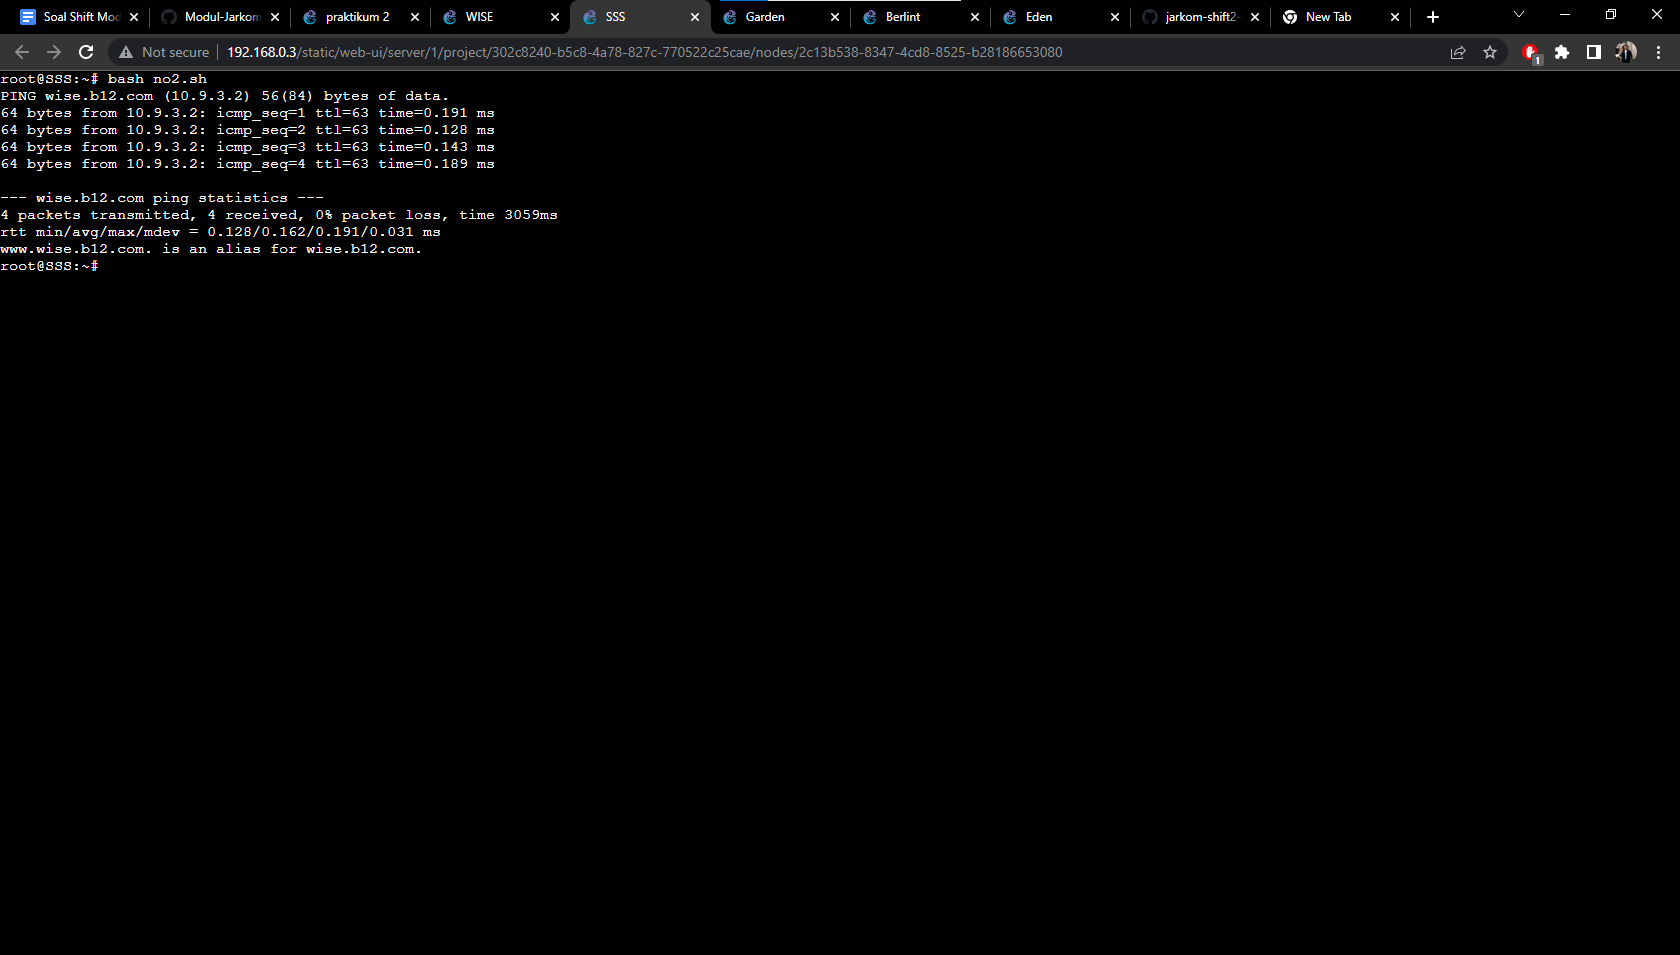 Soal Shift Mod
Modul-Jarkom
praktikum 2
WISE
SSS
Garden
Berlint
Eden
jarkom-shift2-
New Tab
Not secure
192.168.0.3/static/web-ui/server/1/project/302c8240-b5c8-4a78-827c-770522c25cae/nodes/2c13b538-8347-4cd8-8525-b28186653080
1
root@SSS:~# bash no2.sh
PING wise.b12.com (10.9.3.2) 56(84) bytes of data.
64 bytes from 10.9.3.2: icmp_seq=1 ttl=63 time=0.191 ms
64 bytes from 10.9.3.2: icmp_seq=2 ttl=63 time=0.128 ms
64 bytes from 10.9.3.2: icmp_seq=3 ttl=63 time=0.143 ms
64 bytes from 10.9.3.2: icmp_seq=4 ttl=63 time=0.189 ms
--- wise.b12.com ping statistics ---
4 packets transmitted, 4 received, 0% packet loss, time 3059ms
rtt min/avg/max/mdev = 0.128/0.162/0.191/0.031 ms
www.wise.b12.com. is an alias for wise.b12.com.
root@SSS:~#